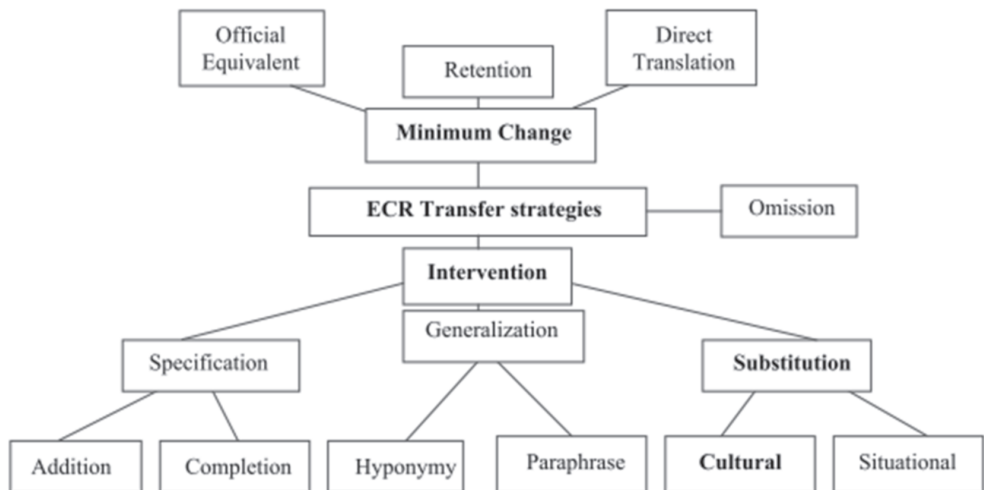 Official
Equivalent
Retention
Direct
Translation
Minimum Change
ECR Transfer strategies
Omission
Intervention
Generalization
Specification
Substitution
Addition
Completion
Hyponymy
Paraphrase
Cultural
Situational